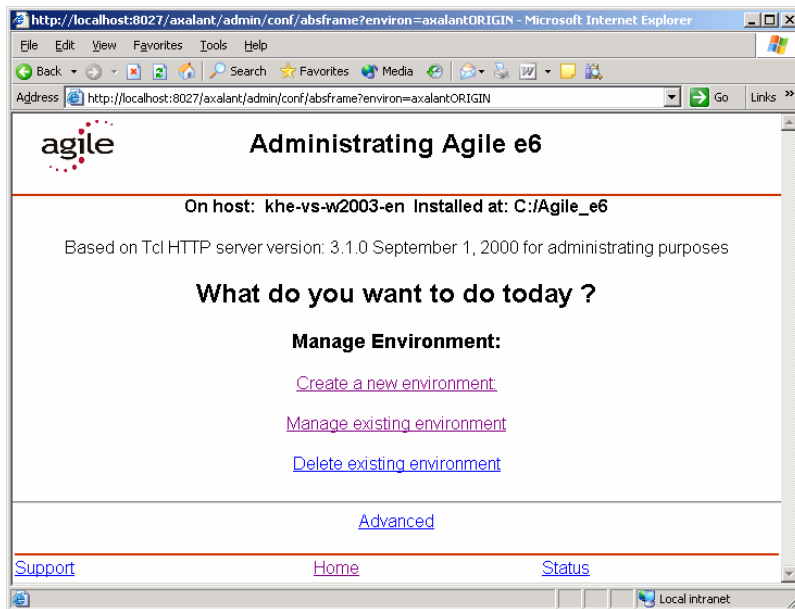 http://localhost:8027/axalant/admin/conf/absframe?environ=axalantORIGIN - Microsoft Internet Explorer
File Edit View Favorites Tools Help
Back Search Favorites Media
Address http://localhost:8027/axalant/admin/conf/absframe?environ=axalantORIGIN Go Links »
agile Administrating Agile e6
On host: khe-vs-w2003-en Installed at: C:/Agile_e6
Based on Tcl HTTP server version: 3.1.0 September 1, 2000 for administrating purposes
What do you want to do today ?
Manage Environment:
Create a new environment:
Manage existing environment
Delete existing environment
Advanced
Support Home Status
Local intranet